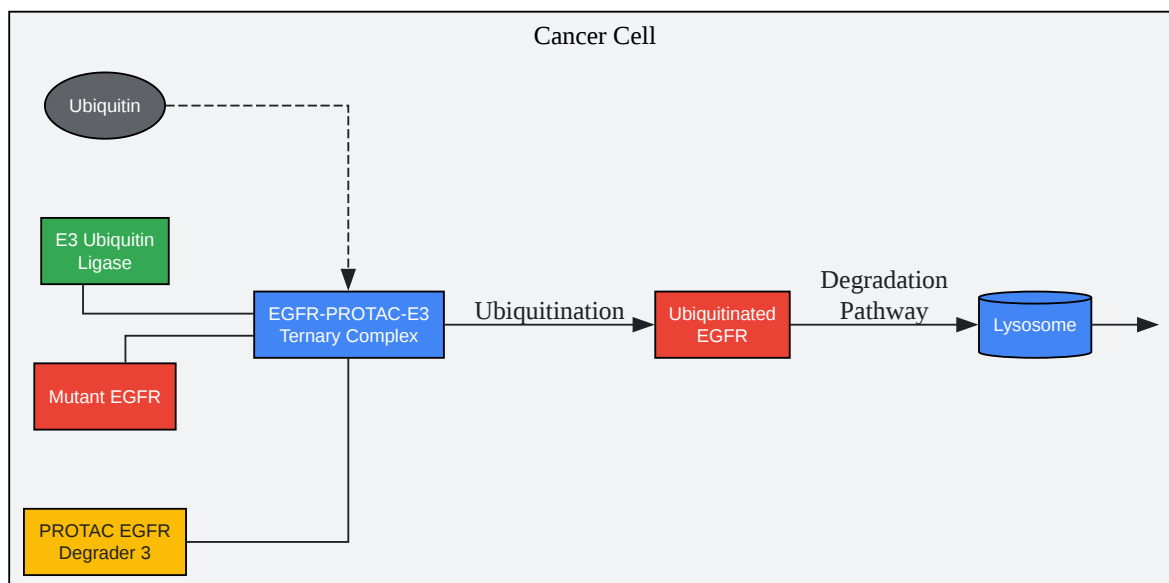 Cancer Cell
Ubiquitin
E3 Ubiquitin
Ligase
EGFR-PROTAC-E3
Ternary Complex
Ubiquitination
Ubiquitinated
EGFR
Degradation
Pathway
Lysosome
Mutant EGFR
PROTAC EGFR
Degrader 3